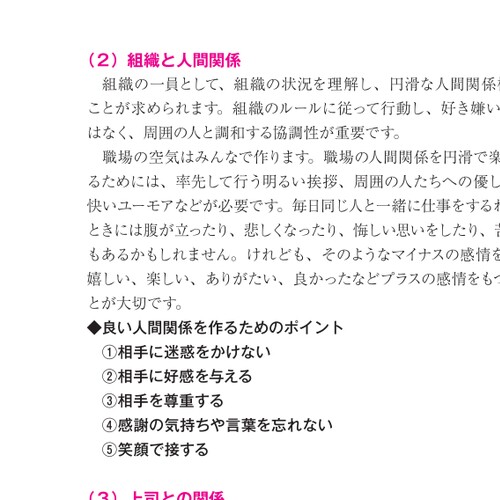 （2）組織と人間関係
組織の一員として、組織の状況を理解し、円滑な人間関係
ことが求められます。組織のルールに従って行動し、好き嫌い
はなく、周囲の人と調和する協調性が重要です。
職場の空気はみんなで作ります。職場の人間関係を円滑で楽
るためには、率先して行う明るい挨拶、周囲の人たちへの優し
快いユーモアなどが必要です。毎日同じ人と一緒に仕事をする
ときには腹が立ったり、悲しくなったり、悔しい思いをしたり、
もあるかもしれません。けれども、そのようなマイナスの感情を
嬉しい、楽しい、ありがたい、良かったなどプラスの感情をもつ
とが大切です。
◆良い人間関係を作るためのポイント
①相手に迷惑をかけない
②相手に好感を与える
③相手を尊重する
④感謝の気持ちや言葉を忘れない
⑤笑顔で接する
（3）上司との関係